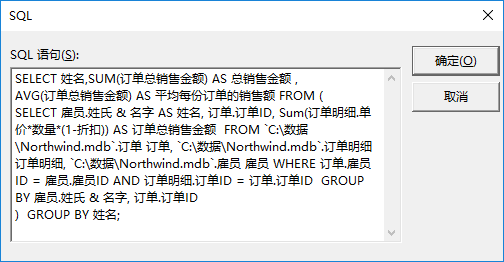 SQL
SQL 语句(S):
SELECT 姓名,SUM(订单总销售金额) AS 总销售金额 ,
AVG(订单总销售金额) AS 平均每份订单的销售额 FROM (
SELECT 雇员.姓氏 & 名字 AS 姓名, 订单.订单ID, Sum(订单明细.单
价*数量*(1-折扣)) AS 订单总销售金额  FROM `C:\数据
\Northwind.mdb`.订单 订单, `C:\数据\Northwind.mdb`.订单明细
订单明细, `C:\数据\Northwind.mdb`.雇员 雇员 WHERE 订单.雇员
ID = 雇员.雇员ID AND 订单明细.订单ID = 订单.订单ID  GROUP
BY 雇员.姓氏 & 名字, 订单.订单ID
)  GROUP BY 姓名;
确定(O)
取消